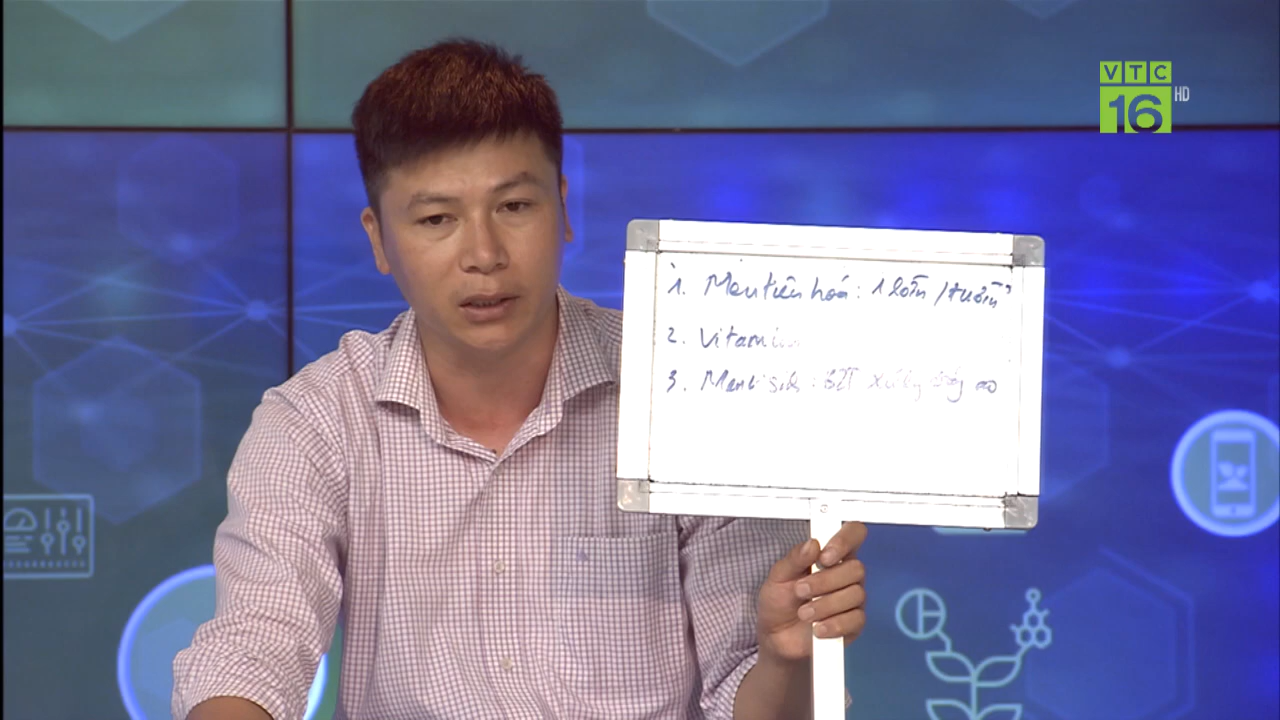 VTC
16 HD
1. Men tiêu hoá: 1 lần /tuần
2. Vitamin
3. Men vi sinh: xử lý đáy ao